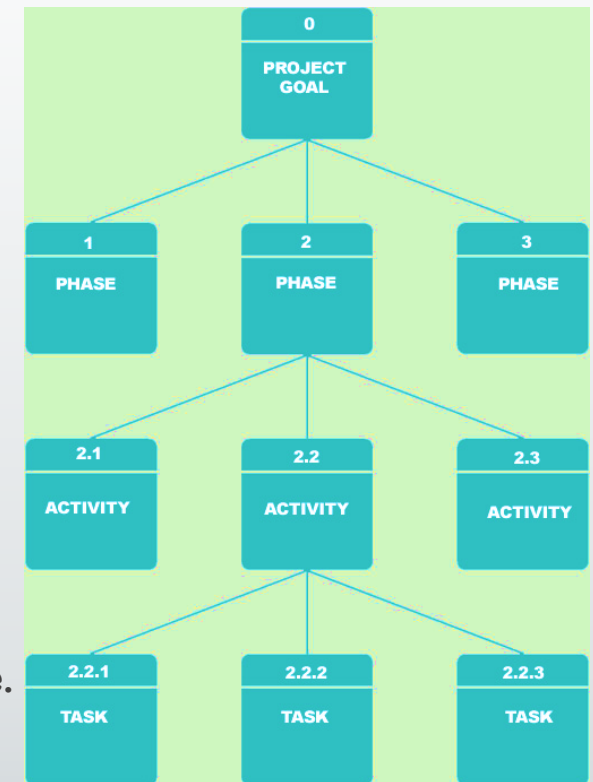 0
PROJECT
GOAL
1
PHASE
2
PHASE
3
PHASE
2.1
ACTIVITY
2.2
ACTIVITY
2.3
ACTIVITY
2.2.1
TASK
2.2.2
TASK
2.2.3
TASK